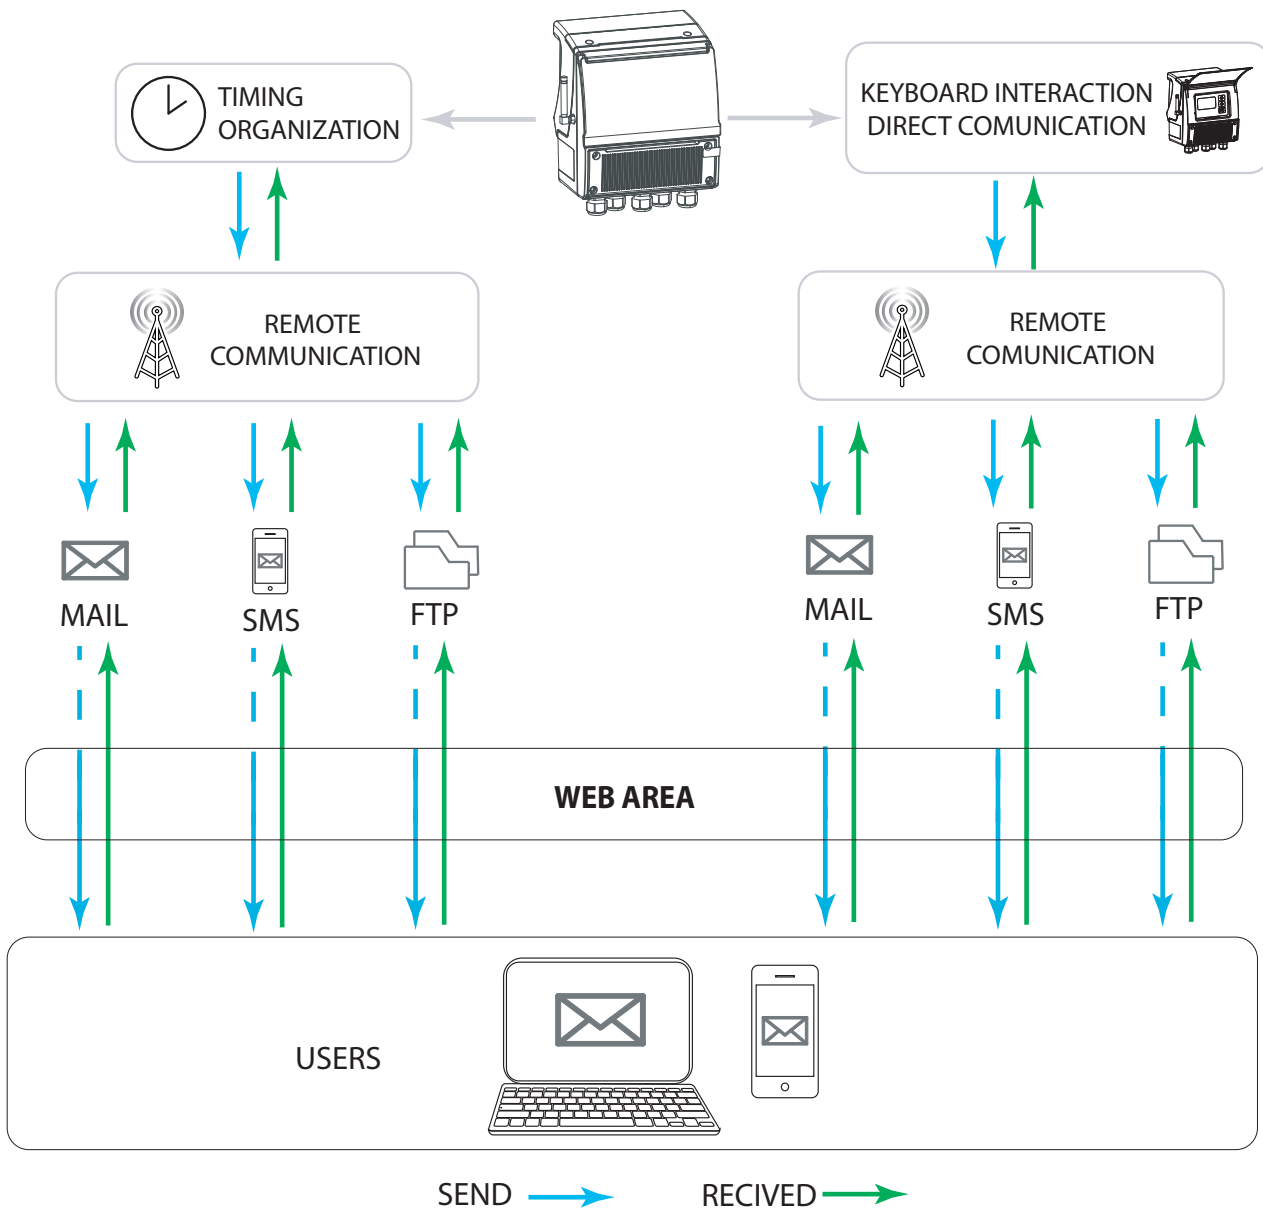 TIMING
ORGANIZATION
KEYBOARD INTERACTION
DIRECT COMUNICATION
REMOTE
COMMUNICATION
REMOTE
COMUNICATION
MAIL
SMS
FTP
MAIL
SMS
FTP
WEB AREA
USERS
SEND
RECIVED